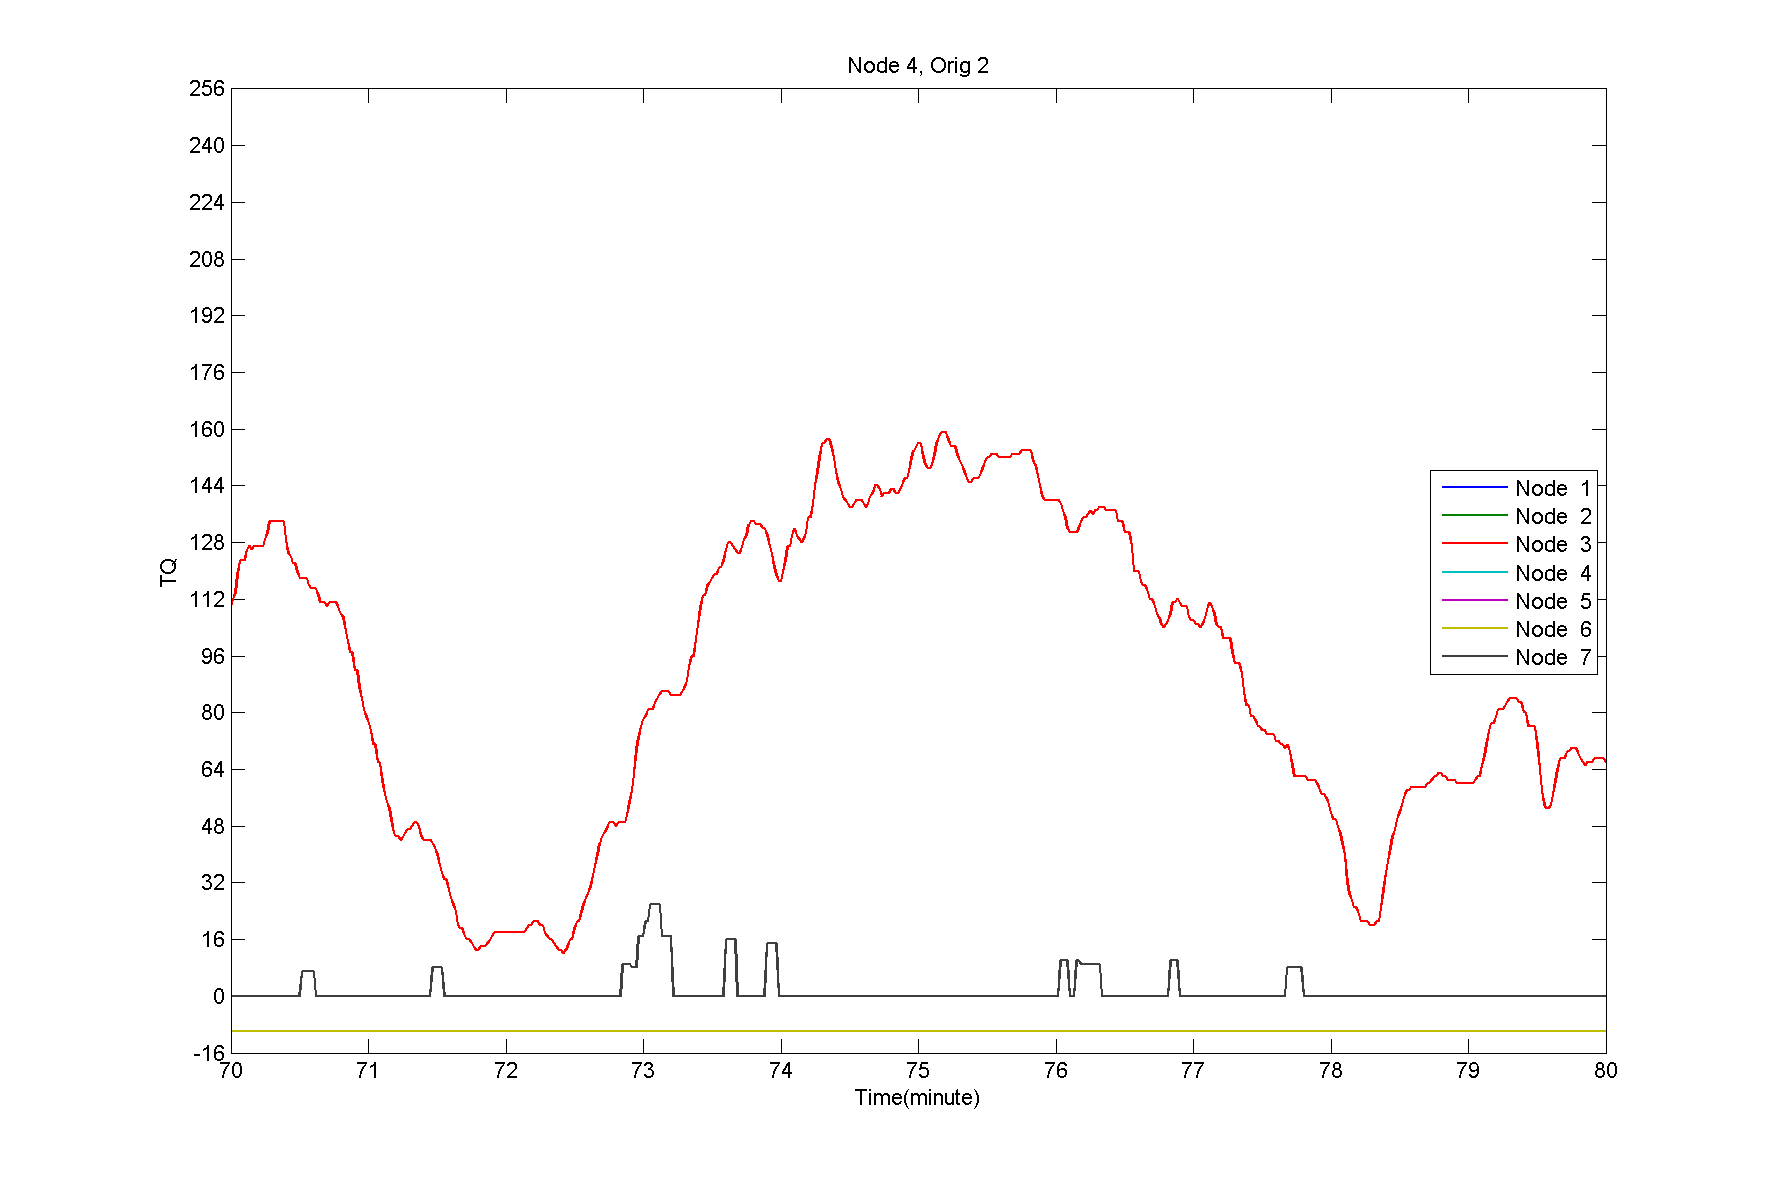 Node 4, Orig 2
256
240
224
208
192
176
160
144
128
112
96
80
64
48
32
16
0
-16
TQ
Node 1
Node 2
Node 3
Node 4
Node 5
Node 6
Node 7
70 71 72 73 74 75 76 77 78 79 80
Time(minute)